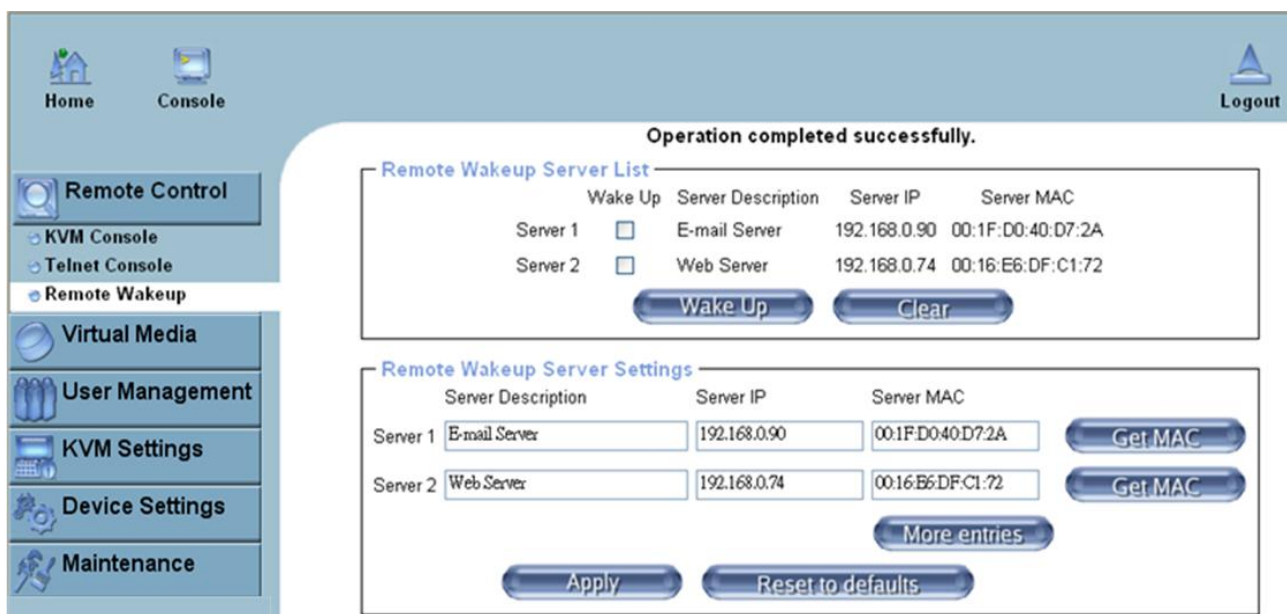 Home Console Logout
Operation completed successfully.
Remote Control
KVM Console
Telnet Console
Remote Wakeup
Virtual Media
User Management
KVM Settings
Device Settings
Maintenance
Remote Wakeup Server List
Wake Up Server Description Server IP Server MAC
Server 1 E-mail Server 192.168.0.90 00:1F:D0:40:D7:2A
Server 2 Web Server 192.168.0.74 00:16:E6:DF:C1:72
Wake Up Clear
Remote Wakeup Server Settings
Server Description Server IP Server MAC
Server 1 E-mail Server 192.168.0.90 00:1F:D0:40:D7:2A Get MAC
Server 2 Web Server 192.168.0.74 00:16:E6:DF:C1:72 Get MAC
More entries
Apply Reset to defaults